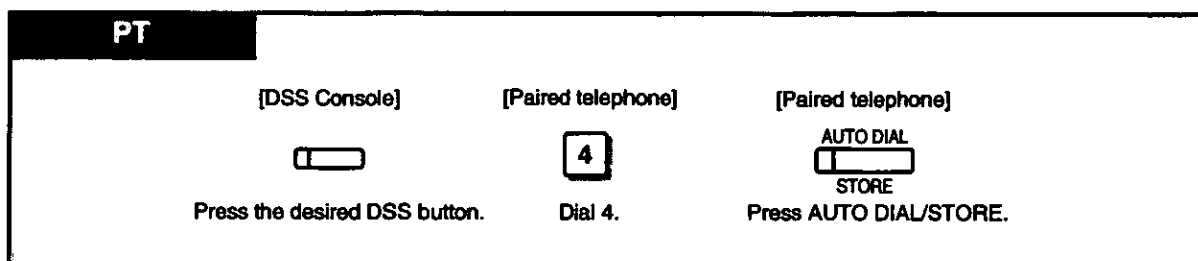 PT
[DSS Console] [Paired telephone] [Paired telephone]
4
AUTO DIAL
STORE
Press the desired DSS button. Dial 4. Press AUTO DIAL/STORE.